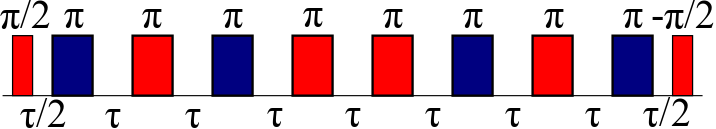 π/2 π π π π π π π π -π/2
τ/2 τ τ τ τ τ τ τ τ/2